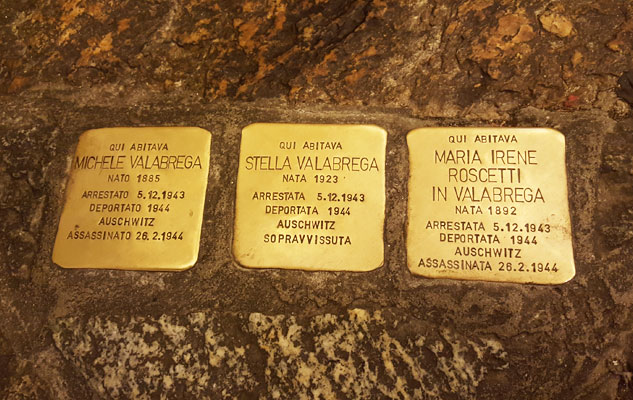 QUI ABITAVA
MICHELE VALABREGA
NATO 1885
ARRESTATO 5.12.1943
DEPORTATO 1944
AUSCHWITZ
ASSASSINATO 26.2.1944
QUI ABITAVA
STELLA VALABREGA
NATA 1923
ARRESTATA 5.12.1943
DEPORTATA 1944
AUSCHWITZ
SOPRAVVISSUTA
QUI ABITAVA
MARIA IRENE
ROSCETTI
IN VALABREGA
NATA 1892
ARRESTATA 5.12.1943
DEPORTATA 1944
AUSCHWITZ
ASSASSINATA 26.2.1944